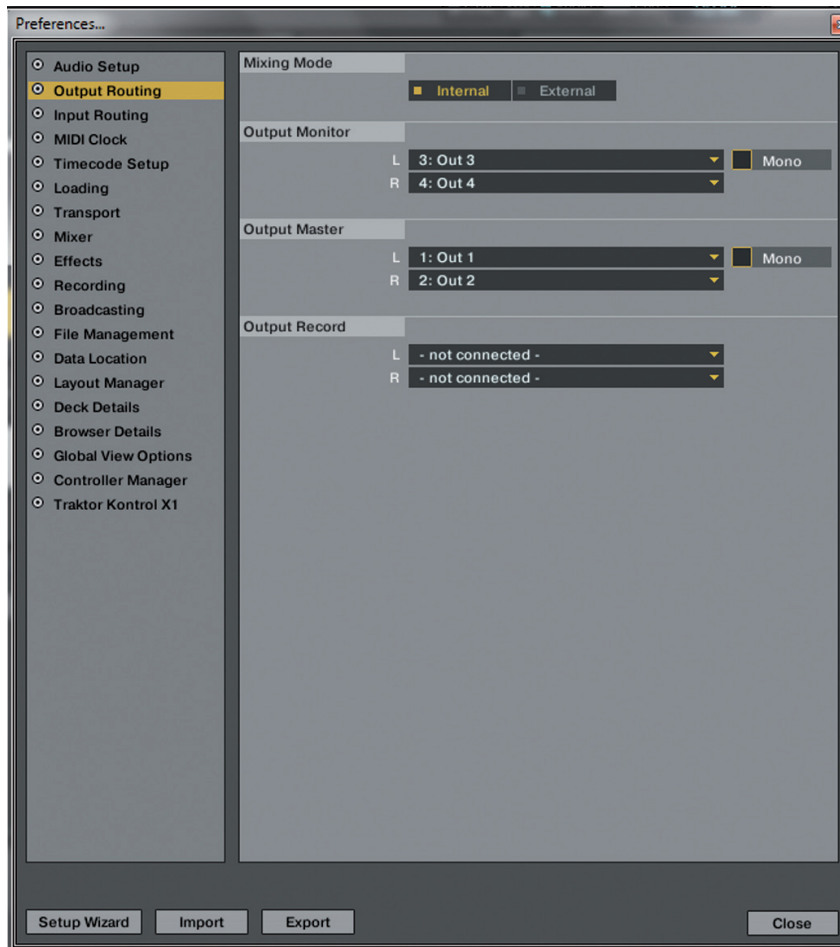 Preferences...
Audio Setup
Output Routing
Input Routing
MIDI Clock
Timecode Setup
Loading
Transport
Mixer
Effects
Recording
Broadcasting
File Management
Data Location
Layout Manager
Deck Details
Browser Details
Global View Options
Controller Manager
Traktor Kontrol X1
Mixing Mode
Internal External
Output Monitor
L 3: Out 3 Mono
R 4: Out 4
Output Master
L 1: Out 1 Mono
R 2: Out 2
Output Record
L - not connected -
R - not connected -
Setup Wizard Import Export Close